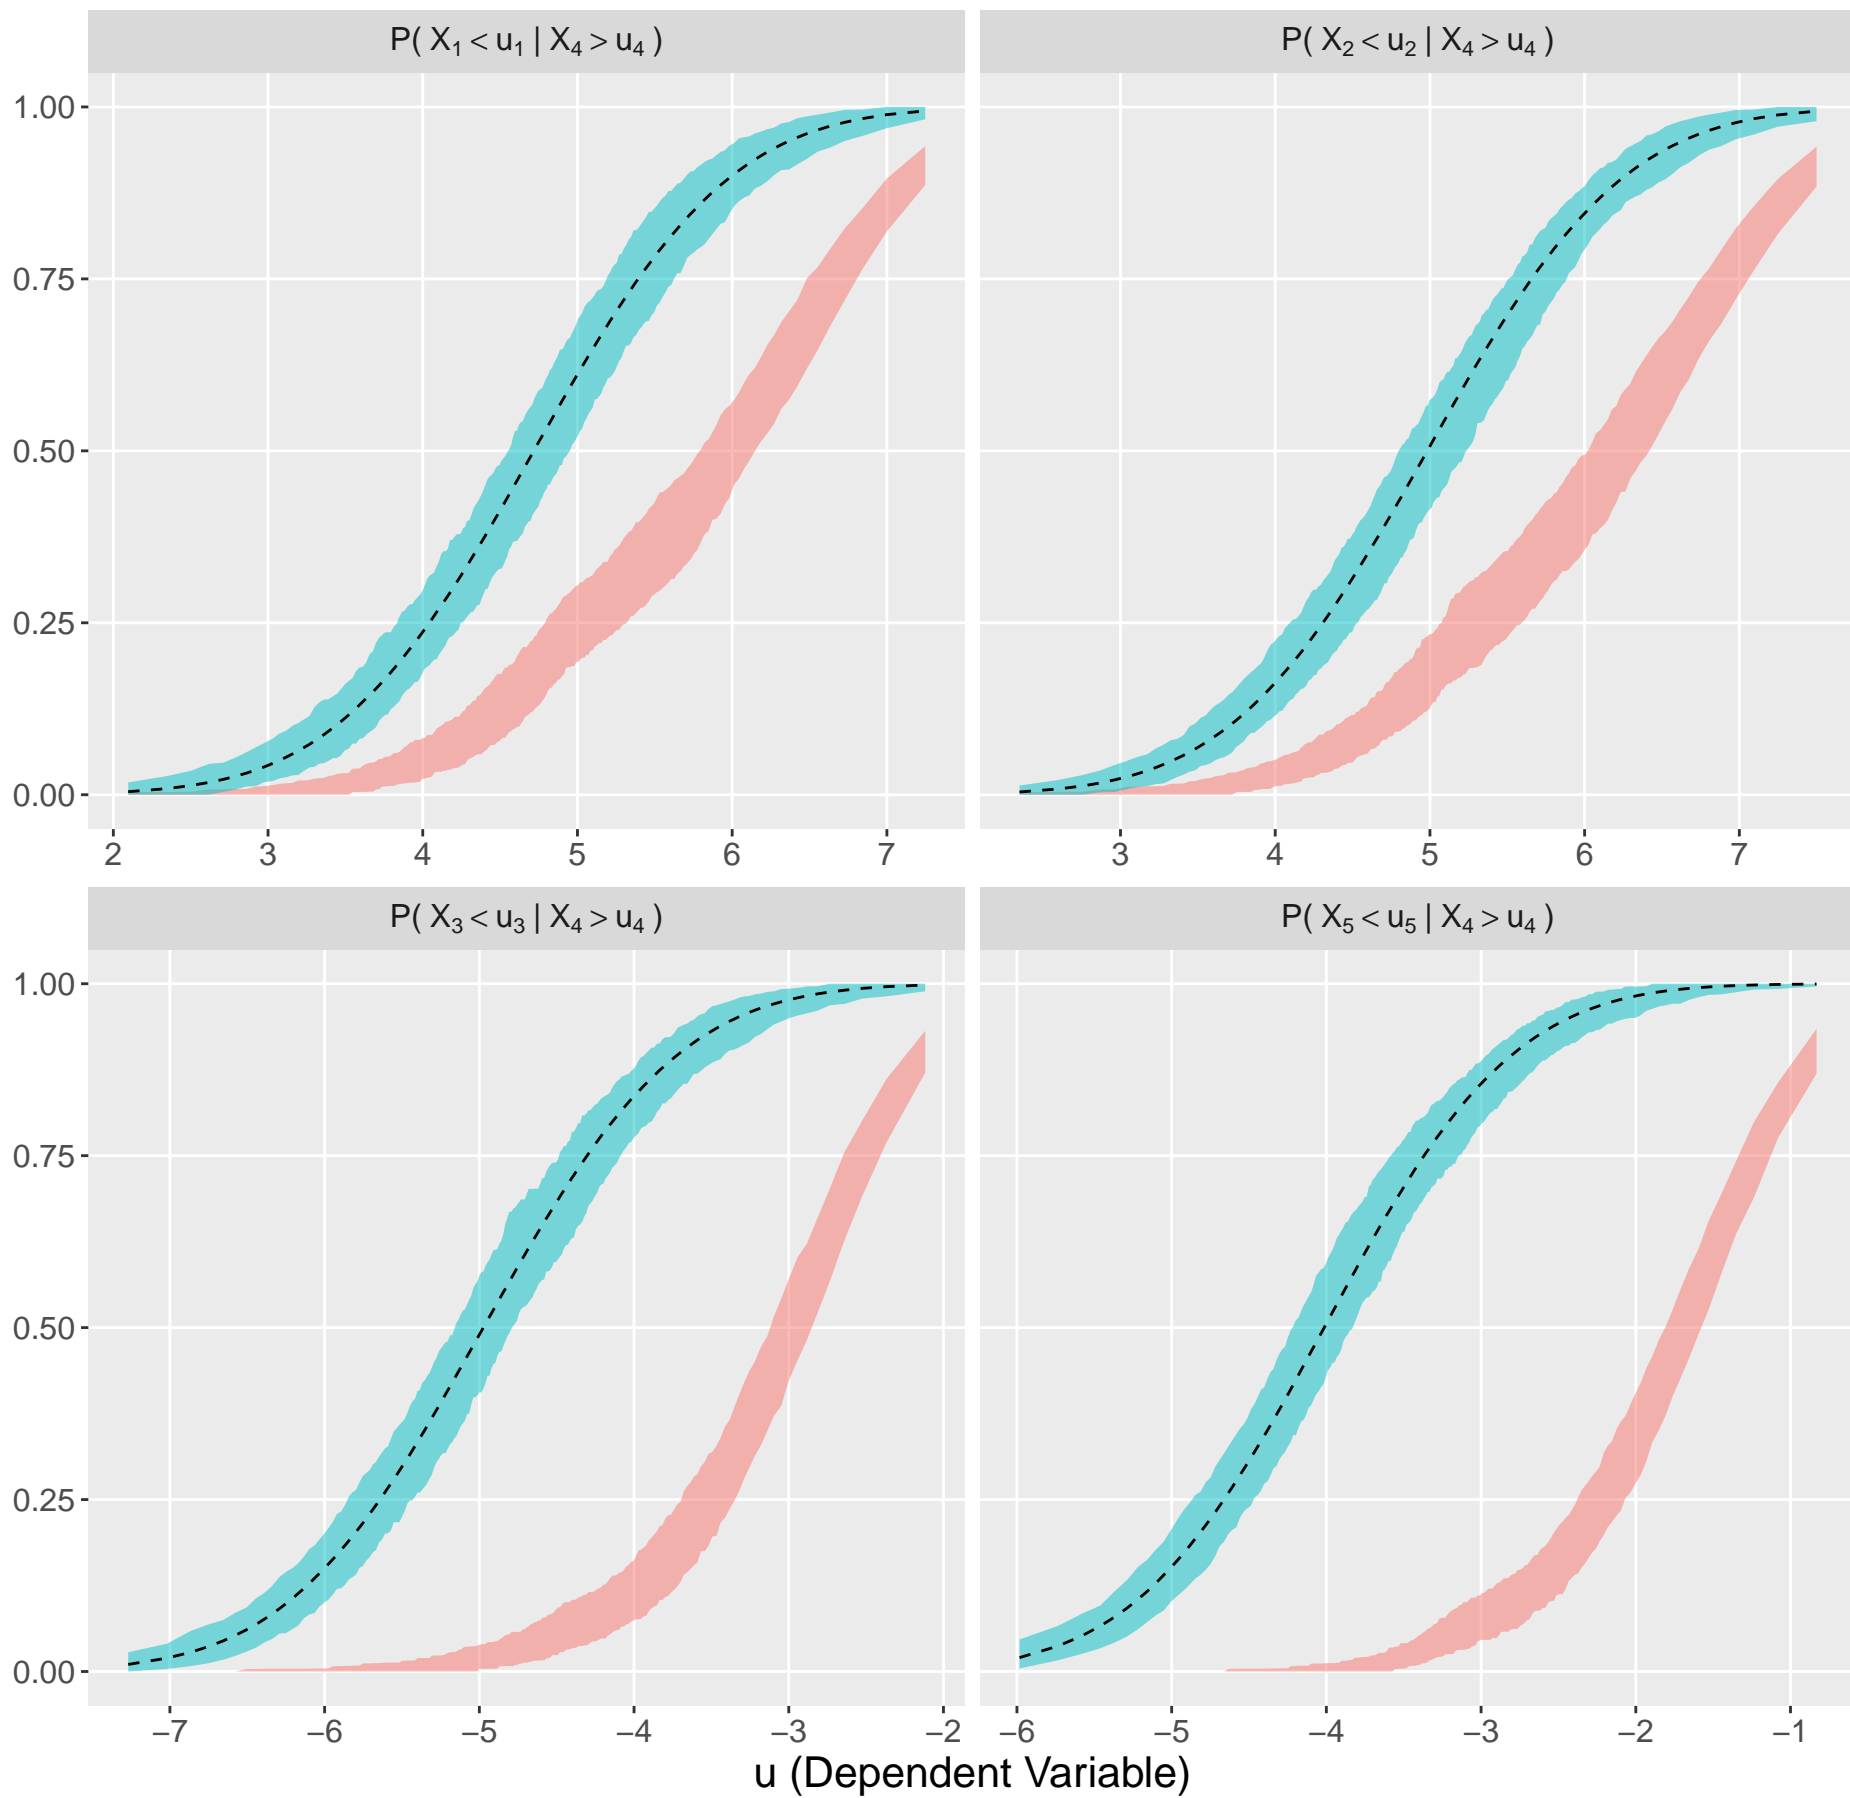 P( X₁ < u₁ | X₄ > u₄ ) P( X₂ < u₂ | X₄ > u₄ )
1.00
0.75
0.50
0.25
0.00
2 3 4 5 6 7 3 4 5 6 7
P( X₃ < u₃ | X₄ > u₄ ) P( X₅ < u₅ | X₄ > u₄ )
1.00
0.75
0.50
0.25
0.00
−7 −6 −5 −4 −3 −2 −6 −5 −4 −3 −2 −1
u (Dependent Variable)